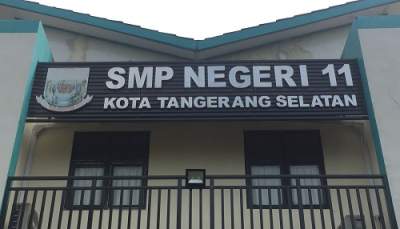 SMP NEGERI 11
KOTA TANGERANG SELATAN